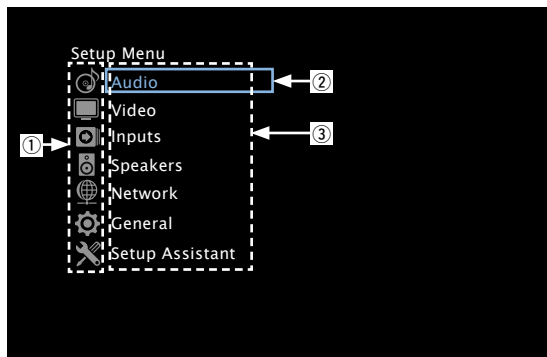 Setup Menu
Audio
②
Video
①
Inputs
③
Speakers
Network
General
Setup Assistant